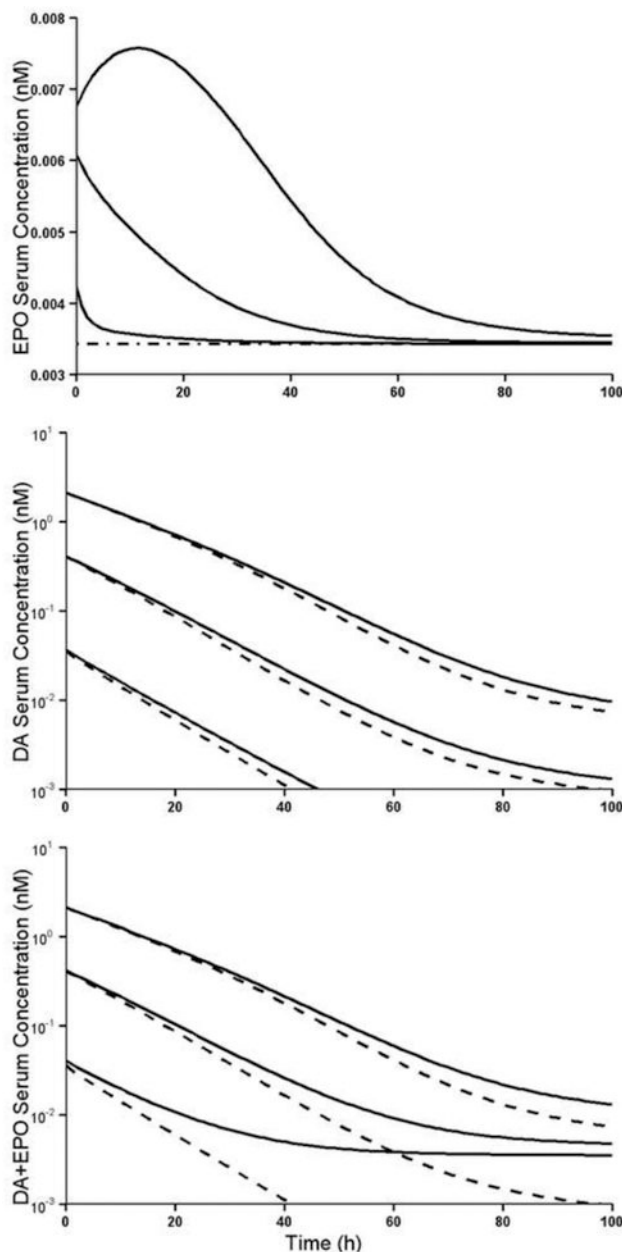 EPO Serum Concentration (nM)
0.008
0.007
0.006
0.005
0.004
0.003
0 20 40 60 80 100
DA Serum Concentration (nM)
10^1
10^0
10^-1
10^-2
10^-3
0 20 40 60 80 100
DA+EPO Serum Concentration (nM)
10^1
10^0
10^-1
10^-2
10^-3
0 20 40 60 80 100
Time (h)